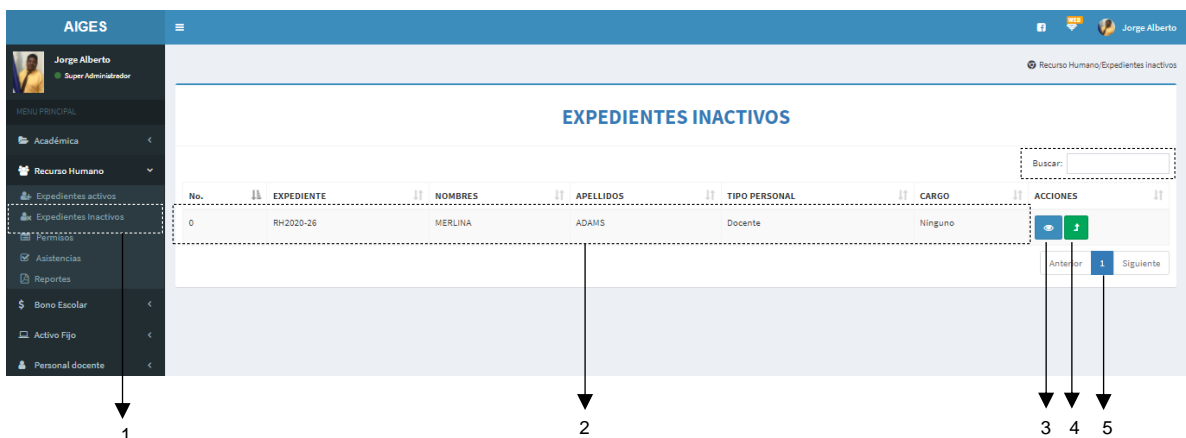 AIGES
WEB
Jorge Alberto
Jorge Alberto
Super Administrador
Recurso Humano/Expedientes inactivos
MENU PRINCIPAL
EXPEDIENTES INACTIVOS
Académica
Buscar:
Recurso Humano
Expedientes activos
No. EXPEDIENTE NOMBRES APELLIDOS TIPO PERSONAL CARGO ACCIONES
Expedientes Inactivos
0 RH2020-26 MERLINA ADAMS Docente Ninguno
Permisos
Asistencias
Anterior 1 Siguiente
Reportes
$ Bono Escolar
Activo Fijo
Personal docente
1 2 3 4 5